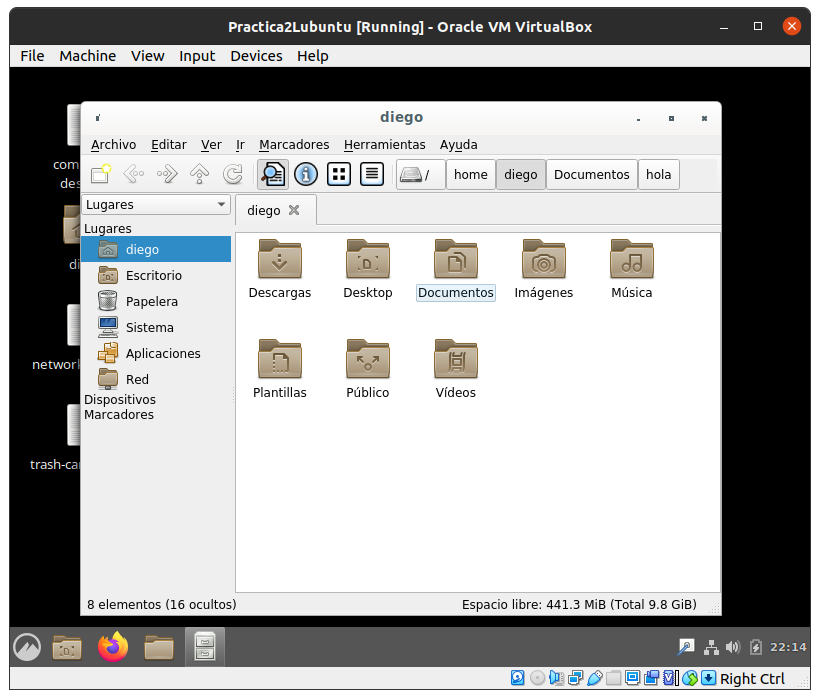 Practica2Lubuntu [Running] - Oracle VM VirtualBox
File Machine View Input Devices Help
diego
Archivo Editar Ver Ir Marcadores Herramientas Ayuda
/ home diego Documentos hola
Lugares
diego
Lugares
diego
Escritorio
Papelera
Sistema
Aplicaciones
Red
Dispositivos
Marcadores
Descargas Desktop Documentos Imágenes Música
Plantillas Público Vídeos
com
des
di
network
trash-can
8 elementos (16 ocultos) Espacio libre: 441.3 MiB (Total 9.8 GiB)
22:14
Right Ctrl